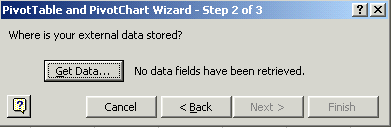 PivotTable and PivotChart Wizard - Step 2 of 3
Where is your external data stored?
Get Data... No data fields have been retrieved.
? Cancel < Back Next > Finish